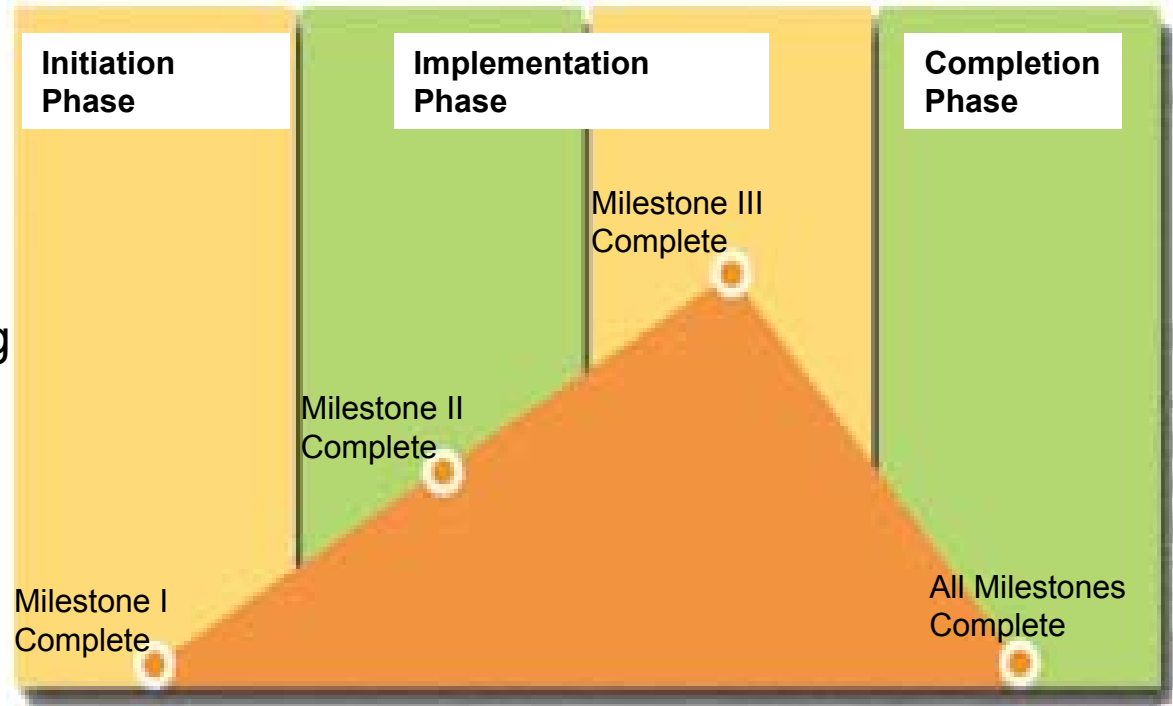 Initiation
Phase
Implementation
Phase
Completion
Phase
Milestone III
Complete
g
Milestone II
Complete
Milestone I
Complete
All Milestones
Complete